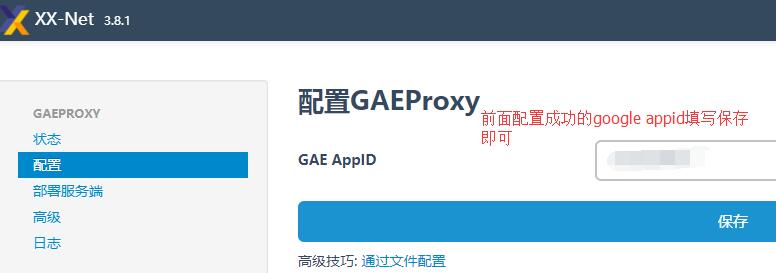 XX-Net 3.8.1
GAEPROXY
状态
配置
部署服务端
高级
日志
配置GAEProxy
前面配置成功的google appid填写保存
即可
GAE AppID
保存
高级技巧: 通过文件配置